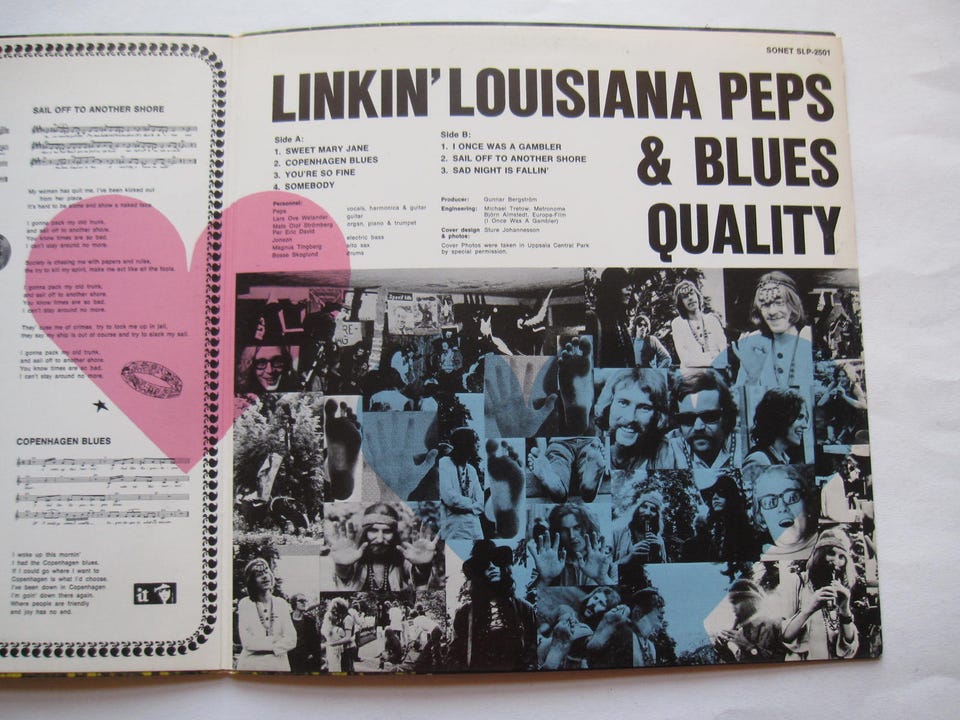 SAIL OFF TO ANOTHER SHORE
My woman has quit me, I've been kicked out
from her place.
It's hard to be alone and show a naked face.
I gonna pack my old trunk,
and sail off to another shore.
You know times are so bad.
I can't stay around no more.
Society is chasing me with papers and rules,
the try to kill my spirit, make me act like all the fools.
I gonna pack my old trunk,
and sail off to another shore.
You know times are so bad.
I can't stay around no more.
They me of crimes, try to lock me up in jail,
they say my ship is out of course and try to slack my sail.
I gonna pack my old trunk,
and sail off to another shore.
You know times are so bad.
I can't stay around no more.
COPENHAGEN BLUES
I woke up this mornin'
I had the Copenhagen blues.
If I could go where I want to
Copenhagen is what I'd choose.
I've been down in Copenhagen
I'm goin' down there again.
Where people are friendly
and joy has no end.
it
SONET SLP-2501
LINKIN' LOUISIANA PEPS
& BLUES
QUALITY
Side A:
1. SWEET MARY JANE
2. COPENHAGEN BLUES
3. YOU'RE SO FINE
4. SOMEBODY
Side B:
1. I ONCE WAS A GAMBLER
2. SAIL OFF TO ANOTHER SHORE
3. SAD NIGHT IS FALLIN'
Personnel:
Peps vocals, harmonica & guitar
Lars Ove Welander guitar
Mats Olof Strömberg organ, piano & trumpet
Per Eric David
Jonson electric bass
Magnus Tingberg alto sax
Bosse Skoglund drums
Producer: Gunnar Bergström
Engineering: Michael Tretow, Metronome
Björn Almstedt, Europa-Film
(I Once Was A Gambler)
Cover design Sture Johannesson
& photos:
Cover Photos were taken in Uppsala Central Park
by special permission.